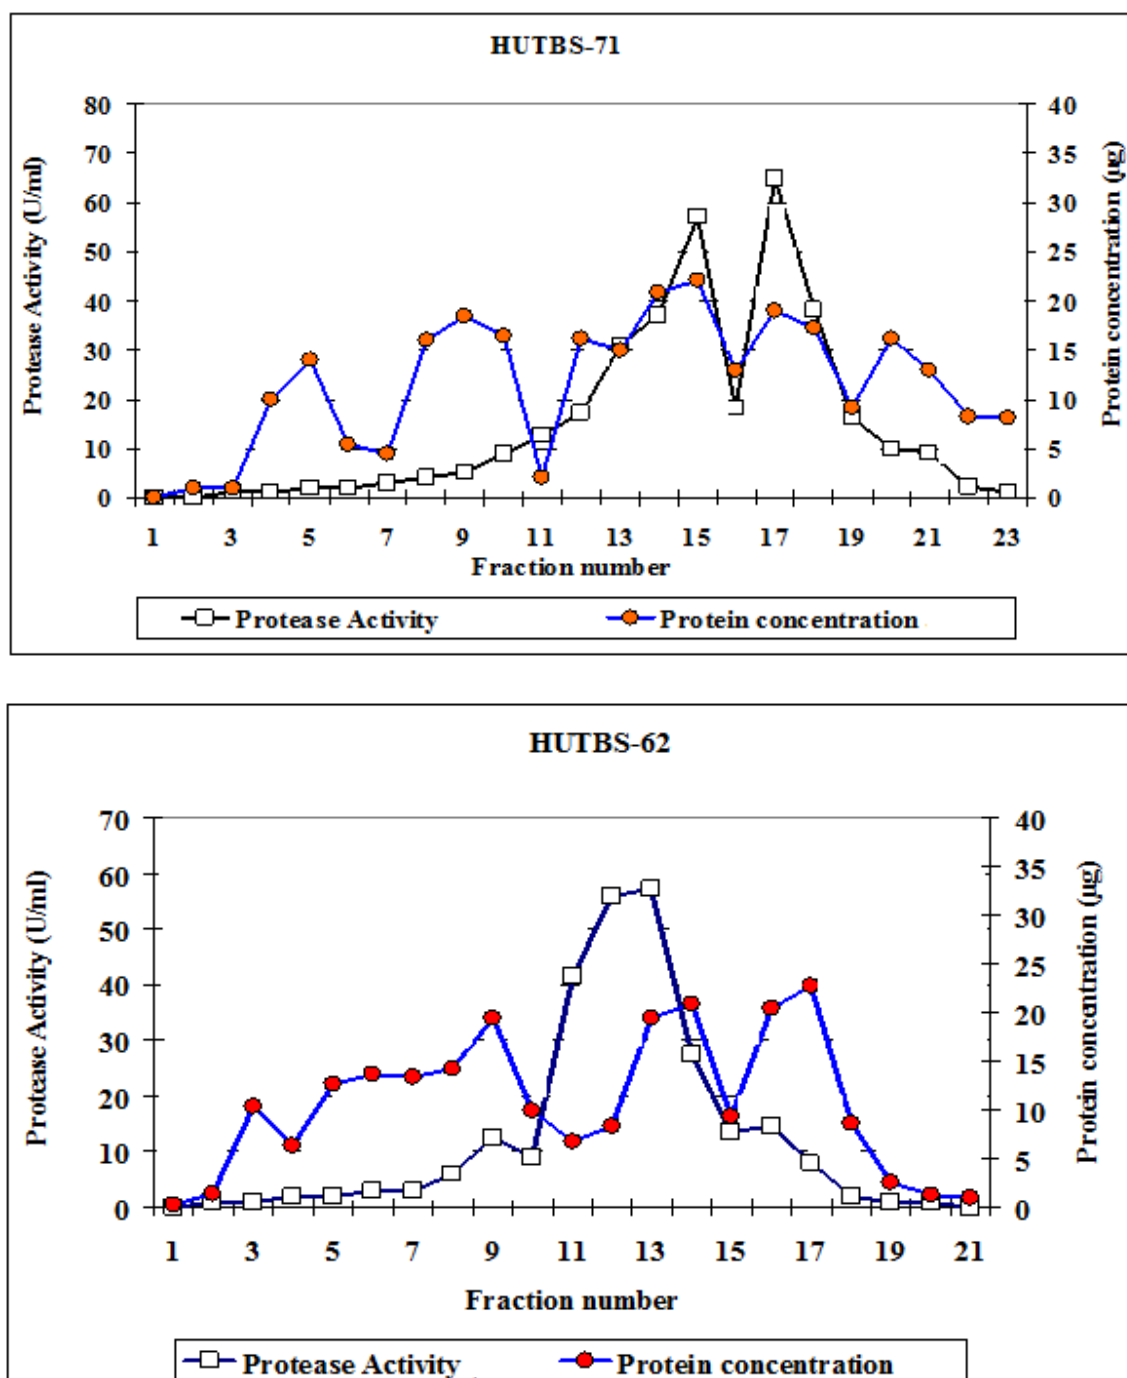 HUTBS-71
Protease Activity (U/ml)
80
70
60
50
40
30
20
10
0
40
35
30
25
20
15
10
5
0
Protein concentration (µg)
1 3 5 7 9 11 13 15 17 19 21 23
Fraction number
Protease Activity Protein concentration
HUTBS-62
Protease Activity (U/ml)
70
60
50
40
30
20
10
0
40
35
30
25
20
15
10
5
0
Protein concentration (µg)
1 3 5 7 9 11 13 15 17 19 21
Fraction number
Protease Activity Protein concentration